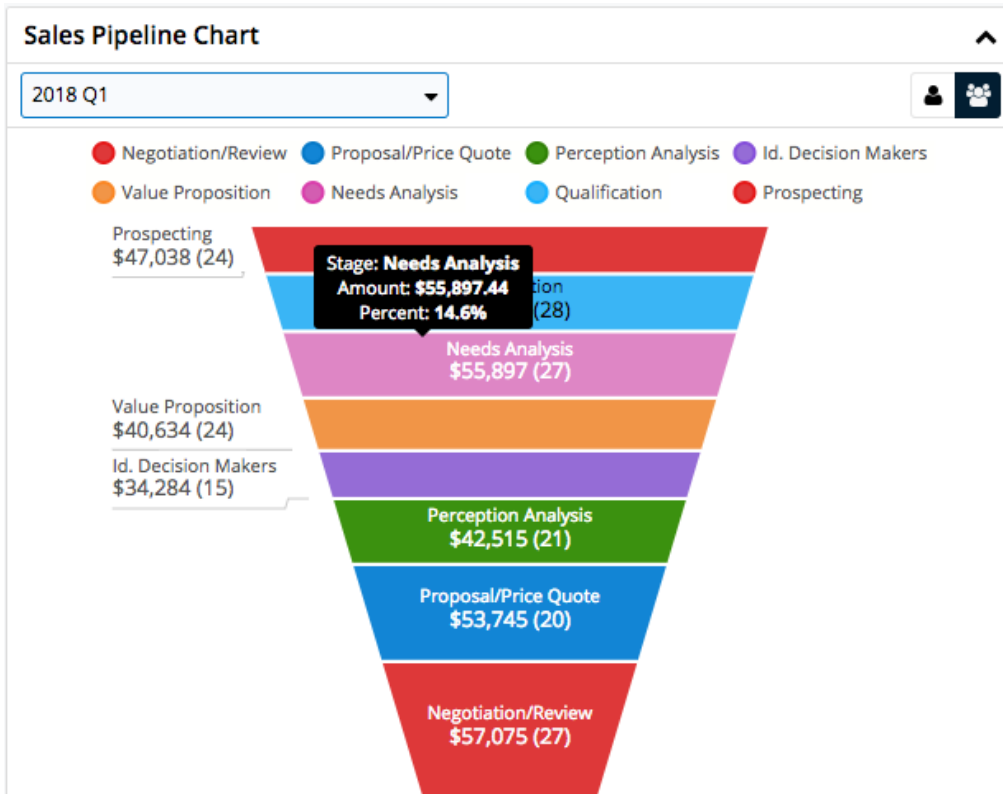 Sales Pipeline Chart
2018 Q1
Negotiation/Review Proposal/Price Quote Perception Analysis Id. Decision Makers
Value Proposition Needs Analysis Qualification Prospecting
Prospecting
$47,038 (24)
Stage: Needs Analysis
Amount: $55,897.44
Percent: 14.6%
(28)
Needs Analysis
$55,897 (27)
Value Proposition
$40,634 (24)
Id. Decision Makers
$34,284 (15)
Perception Analysis
$42,515 (21)
Proposal/Price Quote
$53,745 (20)
Negotiation/Review
$57,075 (27)